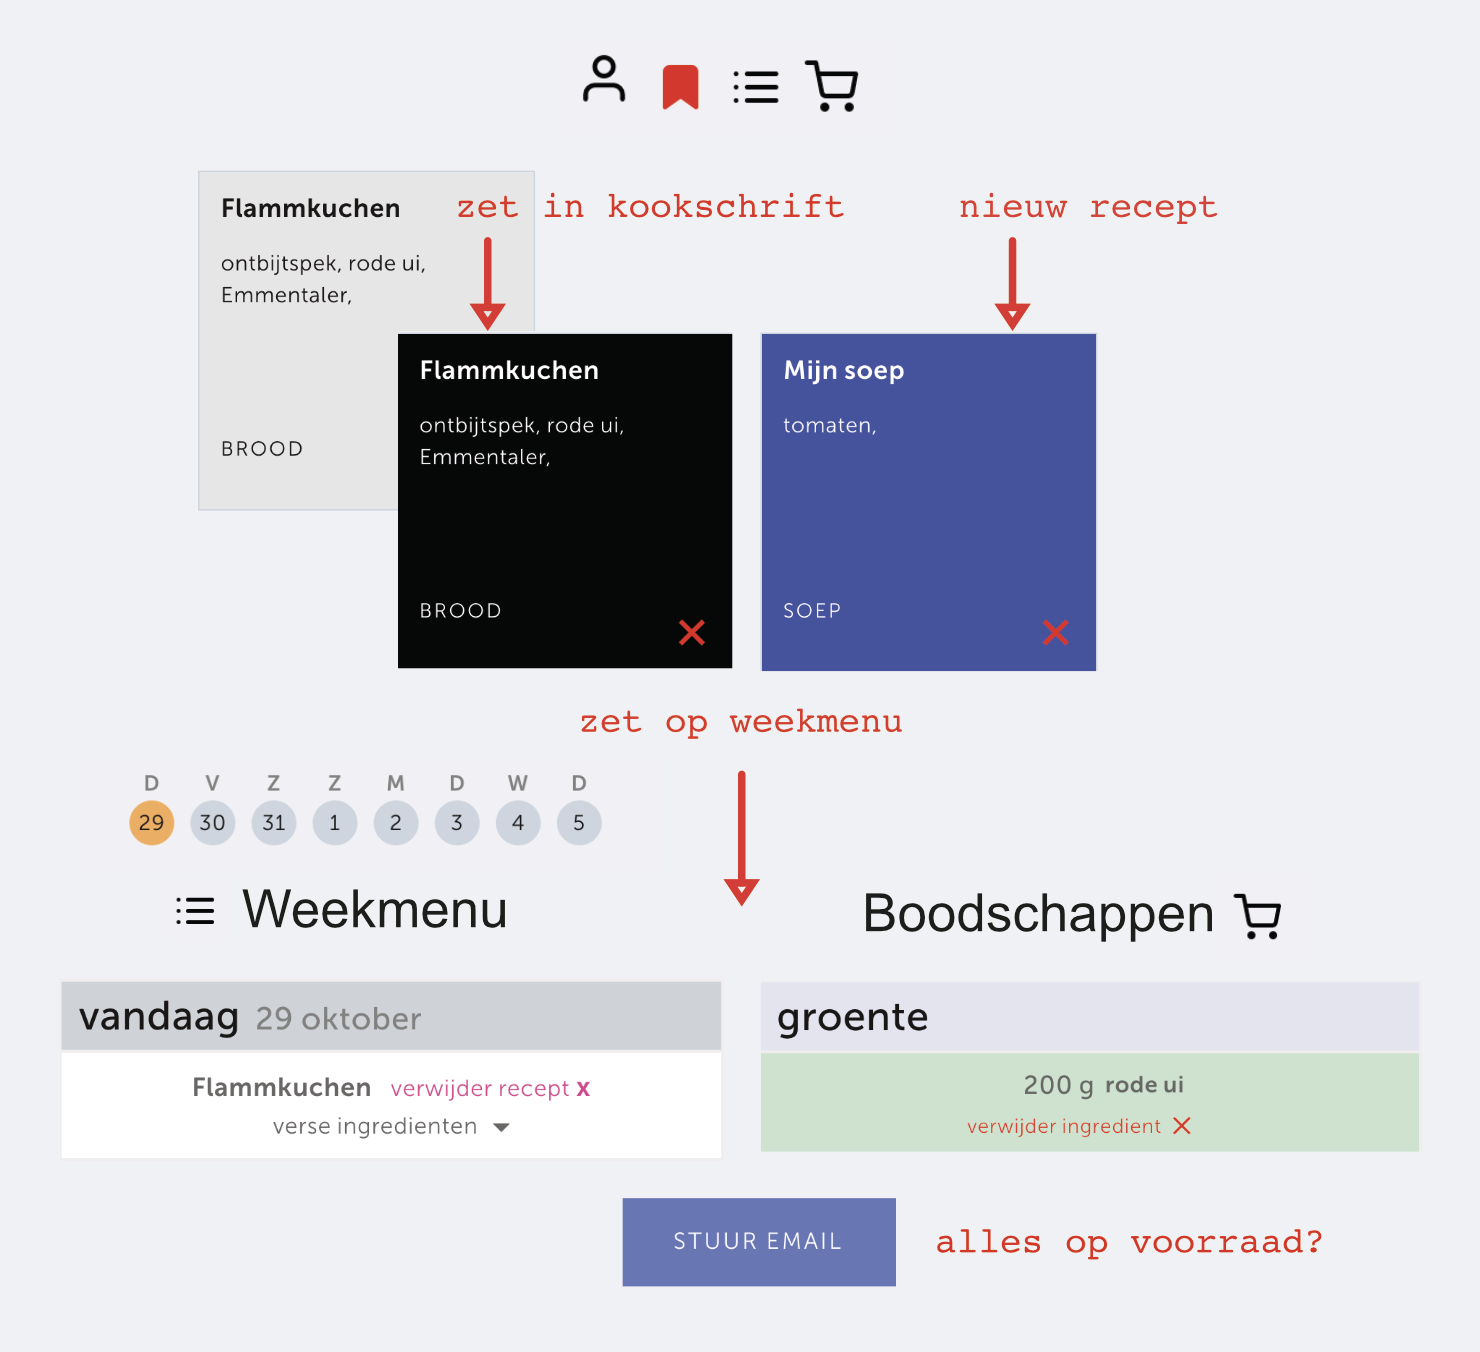 Flammkuchen
zet in kookschrift
nieuw recept
ontbijtspek, rode ui,
Emmentaler,
BROOD
Flammkuchen
ontbijtspek, rode ui,
Emmentaler,
BROOD
Mijn soep
tomaten,
SOEP
zet op weekmenu
D V Z Z M D W D
29 30 31 1 2 3 4 5
Weekmenu
Boodschappen
vandaag 29 oktober
Flammkuchen verwijder recept x
verse ingredienten
groente
200 g rode ui
verwijder ingredient
STUUR EMAIL
alles op voorraad?